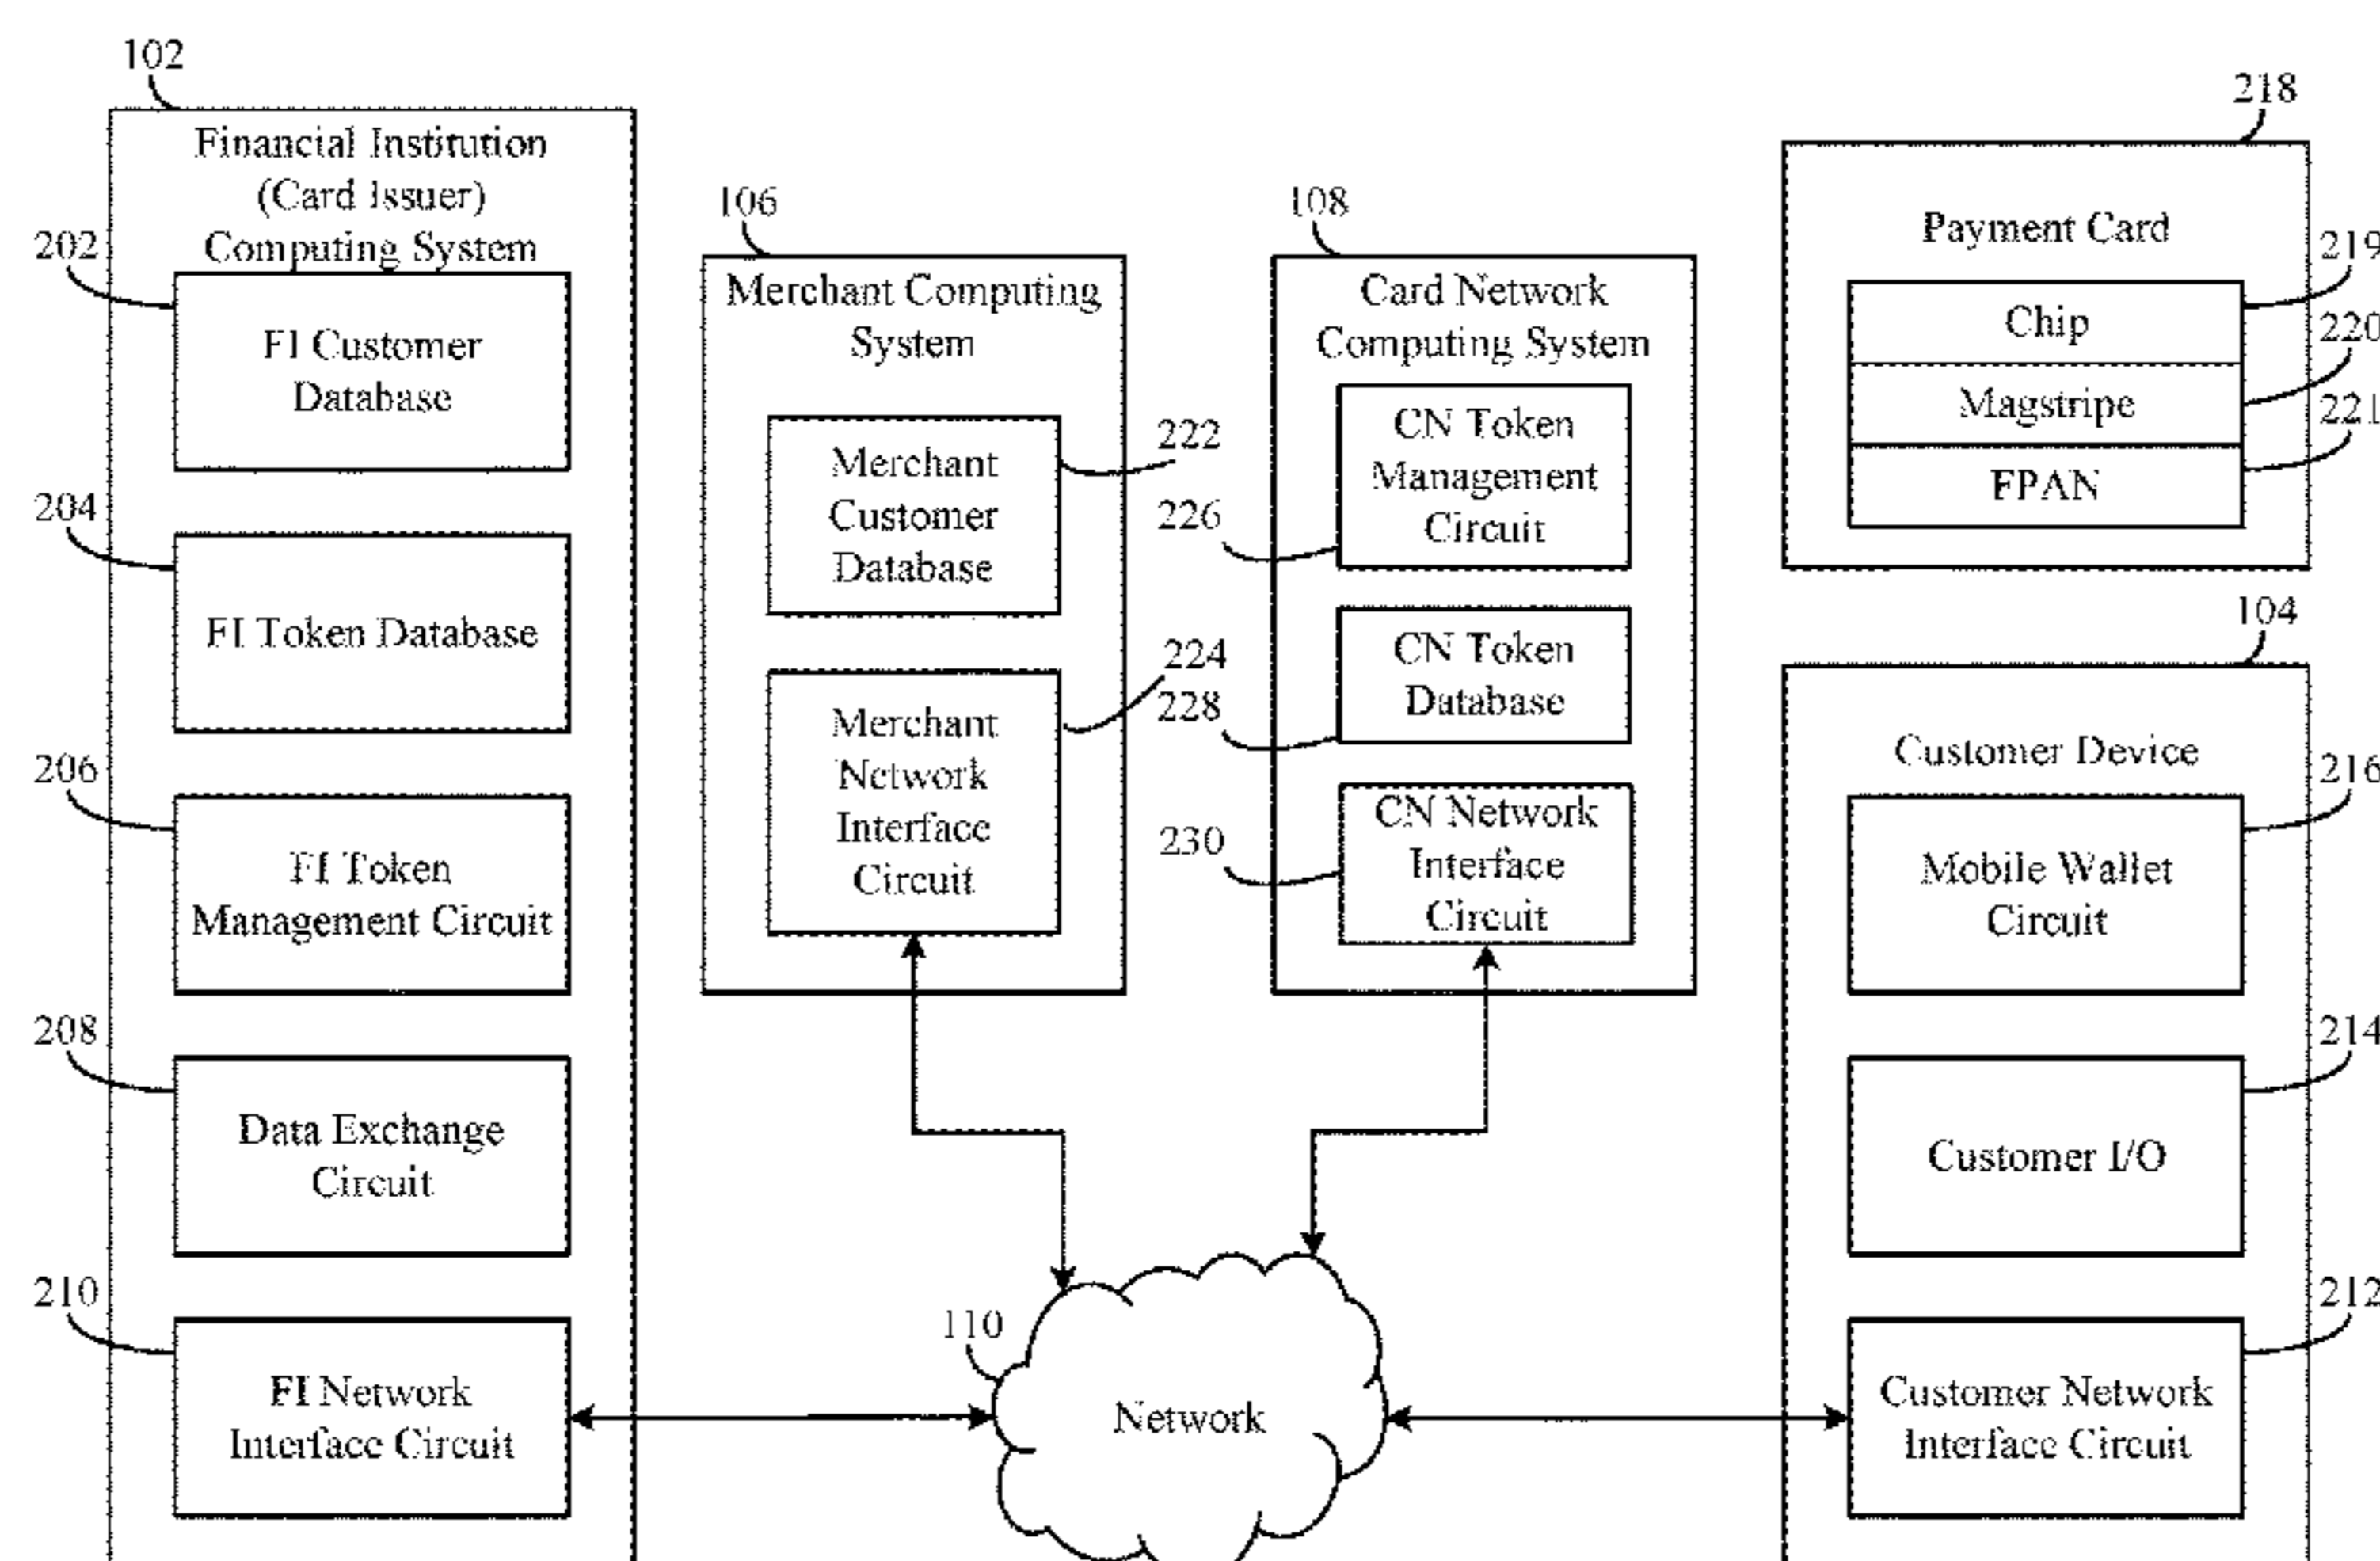 102
Financial Institution
(Card Issuer)
Computing System
202
FI Customer
Database
204
FI Token Database
206
FI Token
Management Circuit
208
Data Exchange
Circuit
210
FI Network
Interface Circuit
106
Merchant Computing
System
222
Merchant
Customer
Database
224
Merchant
Network
Interface
Circuit
108
Card Network
Computing System
226
CN Token
Management
Circuit
228
CN Token
Database
230
CN Network
Interface
Circuit
110
Network
218
Payment Card
219
Chip
220
Magstripe
221
FPAN
104
Customer Device
216
Mobile Wallet
Circuit
214
Customer I/O
212
Customer Network
Interface Circuit